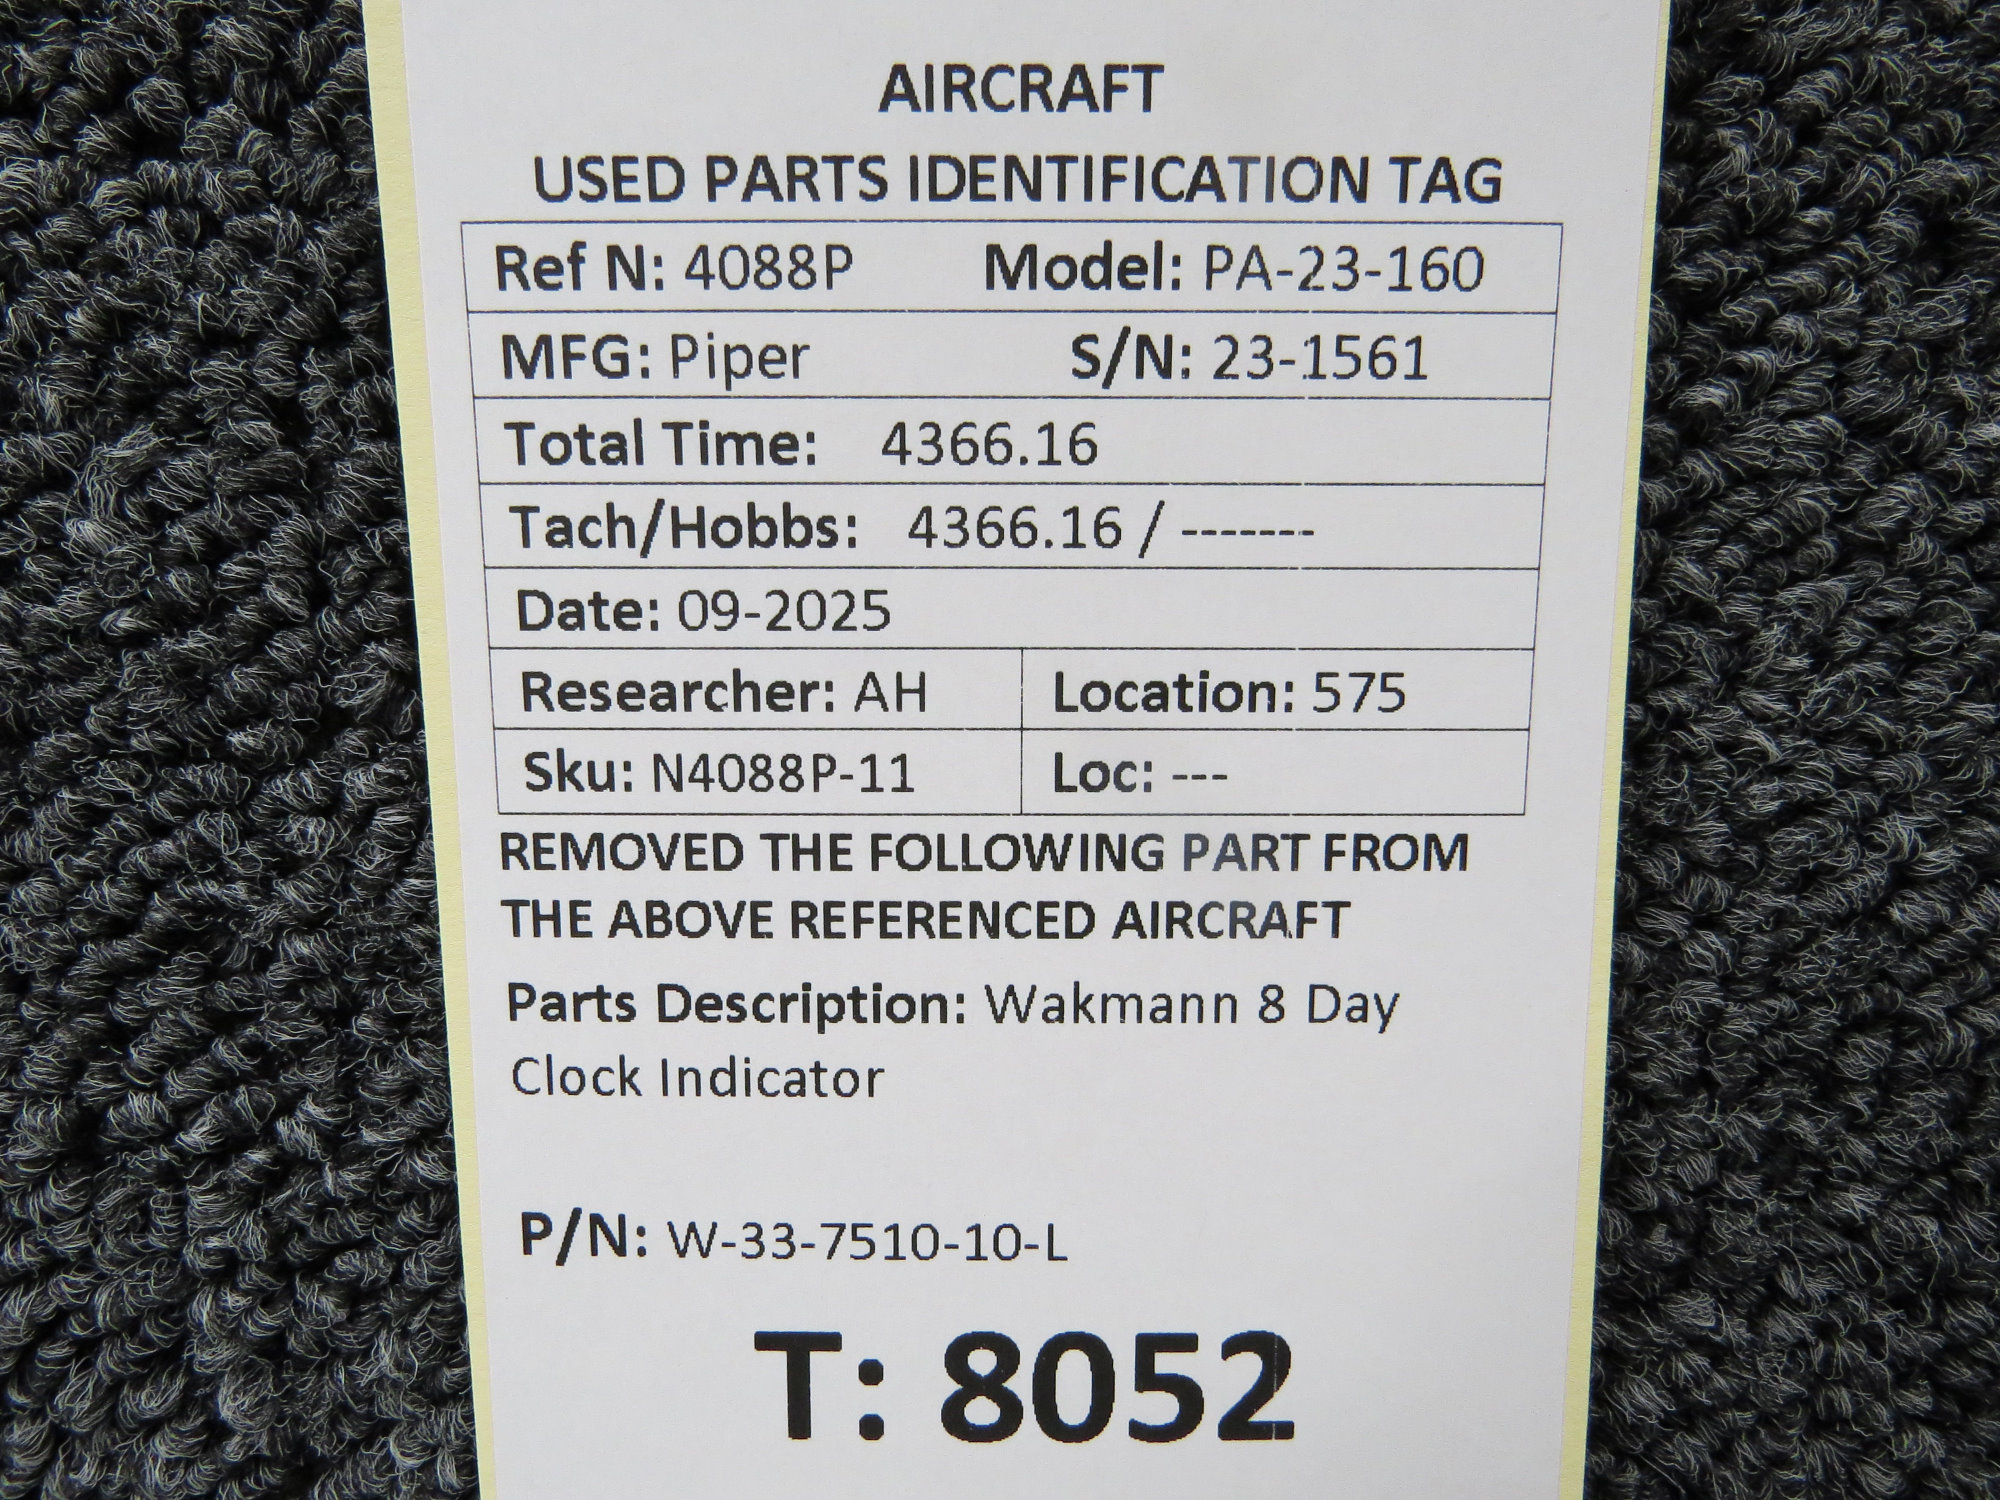 AIRCRAFT
USED PARTS IDENTIFICATION TAG
Ref N: 4088P Model: PA-23-160
MFG: Piper S/N: 23-1561
Total Time: 4366.16
Tach/Hobbs: 4366.16 / -------
Date: 09-2025
Researcher: AH Location: 575
Sku: N4088P-11 Loc: ---
REMOVED THE FOLLOWING PART FROM
THE ABOVE REFERENCED AIRCRAFT
Parts Description: Wakmann 8 Day
Clock Indicator
P/N: W-33-7510-10-L
T: 8052